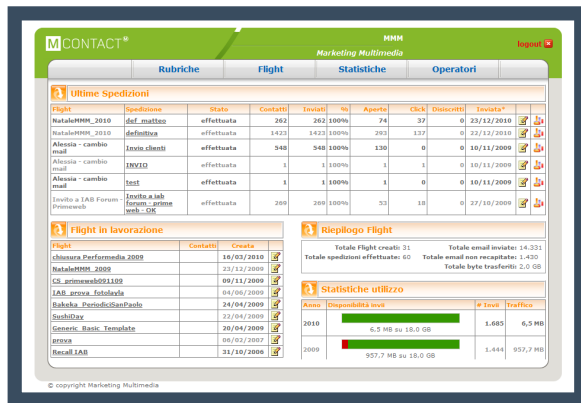 M CONTACT®
MMM
Marketing Multimedia
logout
Rubriche Flight Statistiche Operatori
Ultime Spedizioni
Flight Spedizione Stato Contatti Inviati % Aperte Click Disiscritti Inviata*
NataleMMM_2010 def_matteo effettuata 262 262 100% 74 37 0 23/12/2010
NataleMMM_2010 definitiva effettuata 1423 1423 100% 293 137 0 22/12/2010
Alessia - cambio mail Invio clienti effettuata 548 548 100% 130 0 0 10/11/2009
Alessia - cambio mail INVIO effettuata 1 1 100% 1 1 0 10/11/2009
Alessia - cambio mail test effettuata 1 1 100% 1 0 0 10/11/2009
Invito a IAB Forum - Primeweb Invito a iab forum - prime web - OK effettuata 269 269 100% 53 18 0 27/10/2009
Flight in lavorazione
Flight Contatti Creata
chiusura Performedia 2009 16/03/2010
NataleMMM_2009 23/12/2009
CS_primeweb091109 09/11/2009
IAB_prova_fotolayla 04/06/2009
Bakeka_PeriodiciSanPaolo 24/04/2009
SushiDay 22/04/2009
Generic_Basic_Template 20/04/2009
prova 08/02/2007
Recall IAB 31/10/2006
Riepilogo Flight
Totale Flight creati: 31 Totale email inviate: 14.331
Totale spedizioni effettuate: 60 Totale email non recapitate: 1.430
Totale byte trasferiti: 2.0 GB
Statistiche utilizzo
Anno Disponibilità invii # Invii Traffico
2010 6,5 MB su 18.0 GB 1.685 6,5 MB
2009 957,7 MB su 18.0 GB 1.444 957,7 MB
© copyright Marketing Multimedia